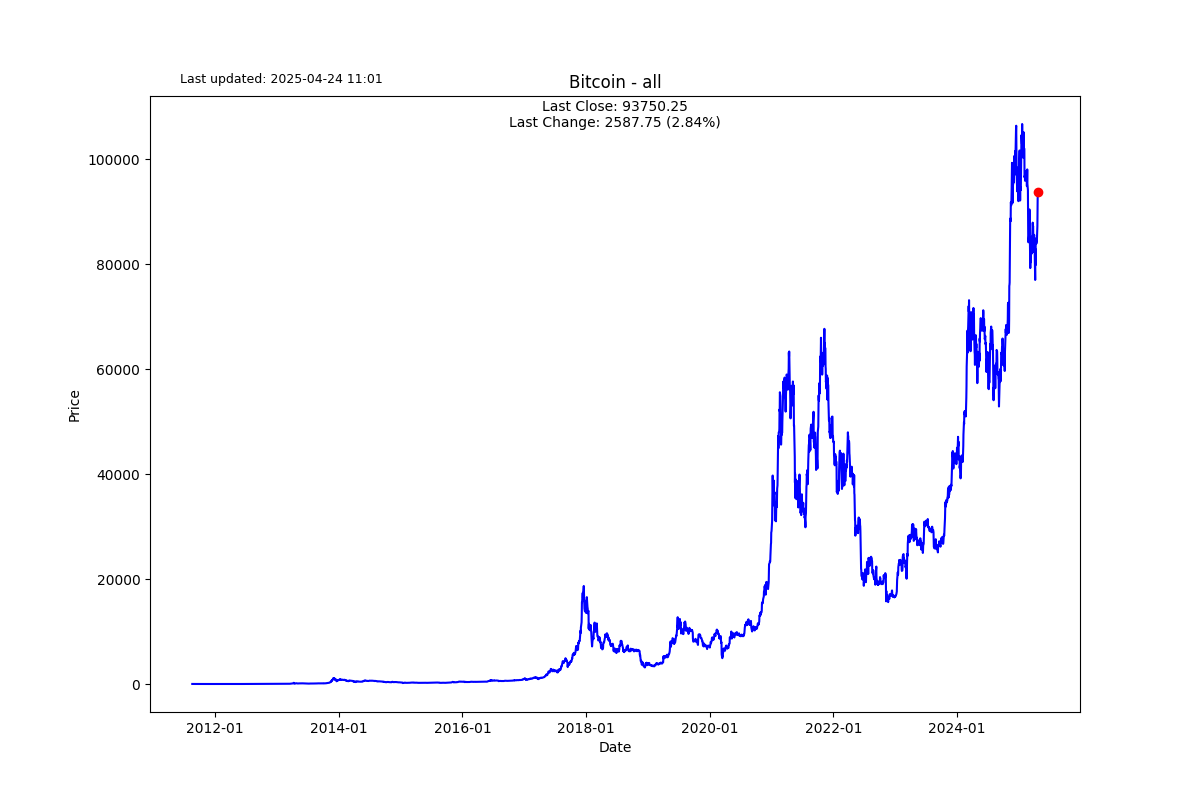 Last updated: 2025-04-24 11:01
Bitcoin - all
Last Close: 93750.25
Last Change: 2587.75 (2.84%)
100000
80000
60000
40000
20000
0
Price
2012-01
2014-01
2016-01
2018-01
2020-01
2022-01
2024-01
Date